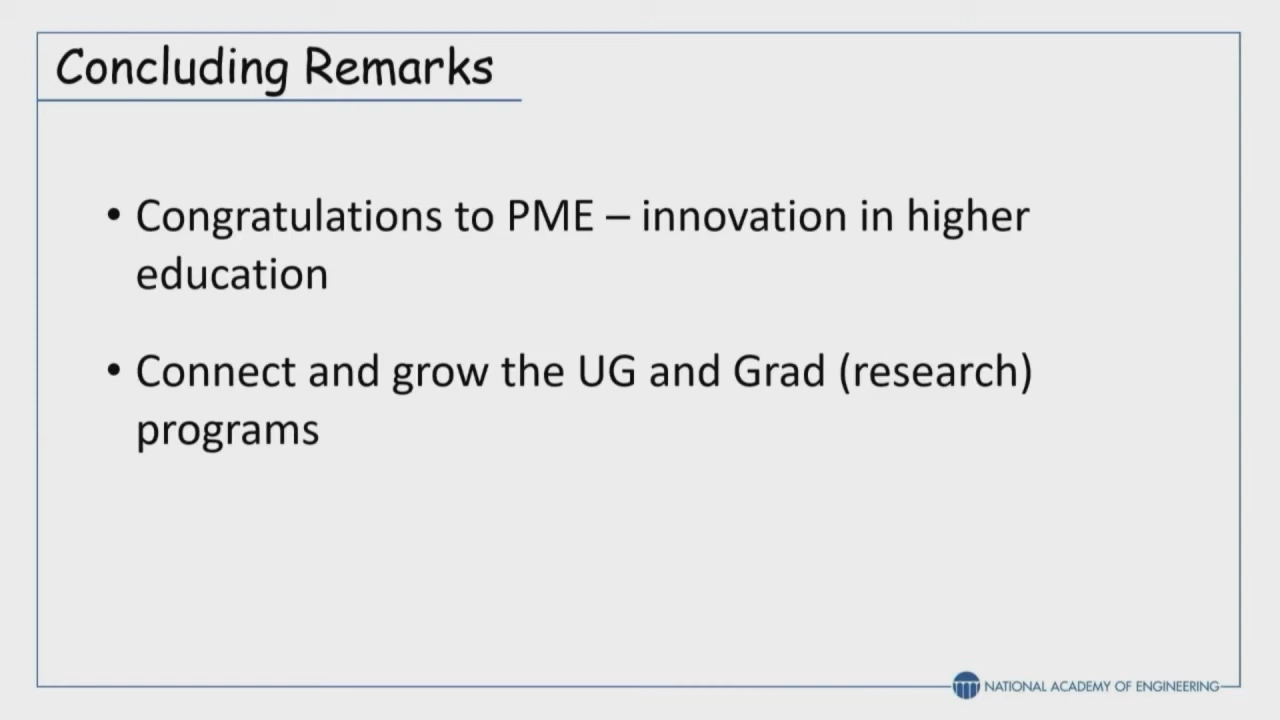 Concluding Remarks
• Congratulations to PME – innovation in higher
education
• Connect and grow the UG and Grad (research)
programs
NATIONAL ACADEMY OF ENGINEERING